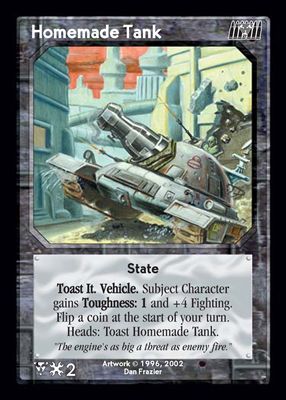 Homemade Tank
State
Toast It. Vehicle. Subject Character
gains Toughness: 1 and +4 Fighting.
Flip a coin at the start of your turn.
Heads: Toast Homemade Tank.
"The engine's as big a threat as enemy fire."
2
Artwork © 1996, 2002
Dan Frazier